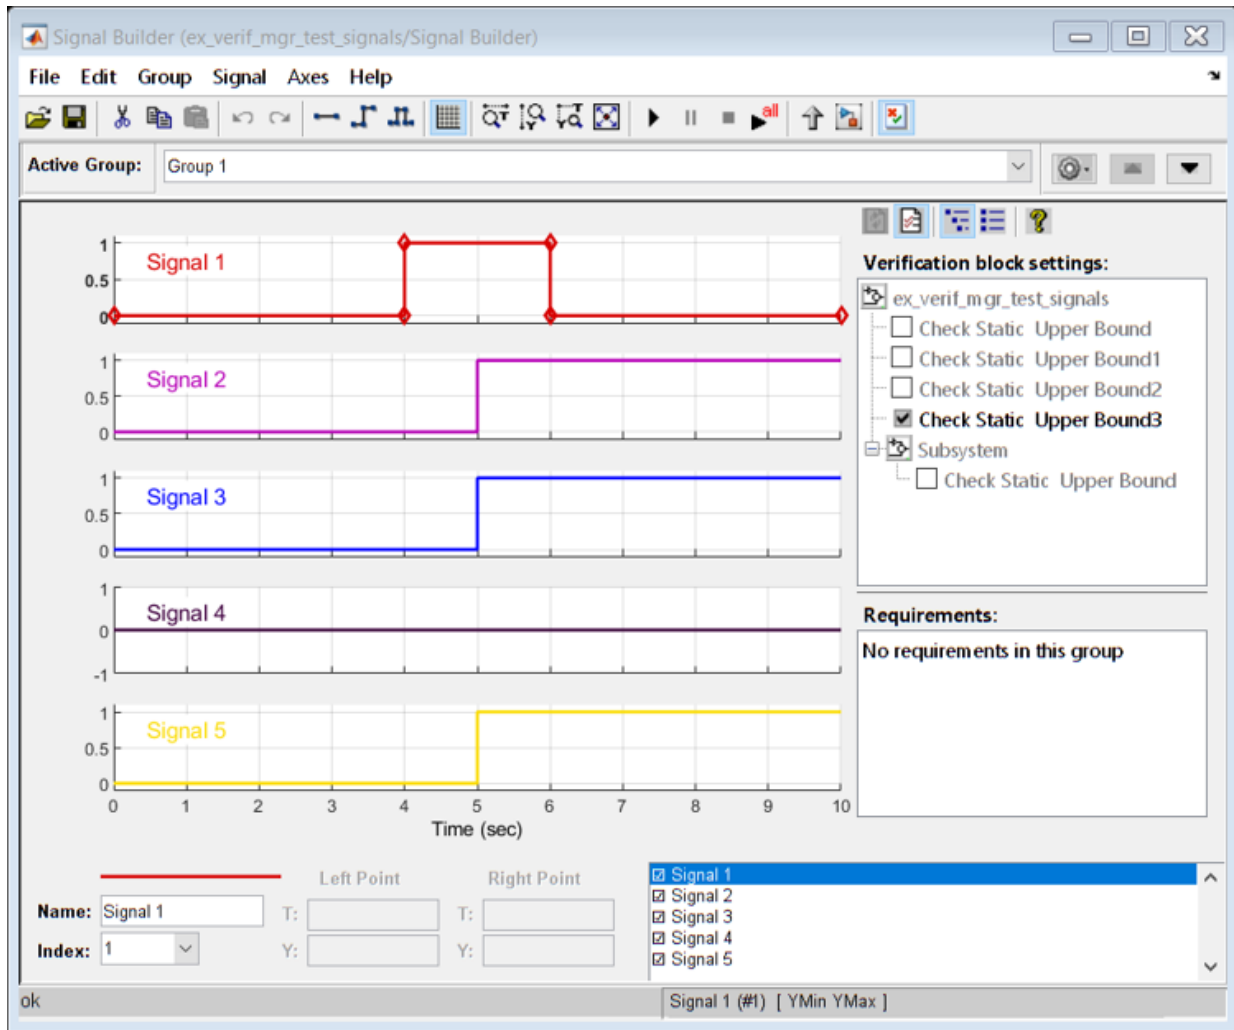 Signal Builder (ex_verif_mgr_test_signals/Signal Builder)
File Edit Group Signal Axes Help
all
Active Group: Group 1
1
Signal 1
0.5
0
1
Signal 2
0.5
0
1
Signal 3
0.5
0
1
Signal 4
0
-1
1
Signal 5
0.5
0
0 1 2 3 4 5 6 7 8 9 10
Time (sec)
Verification block settings:
ex_verif_mgr_test_signals
Check Static Upper Bound
Check Static Upper Bound1
Check Static Upper Bound2
Check Static Upper Bound3
Subsystem
Check Static Upper Bound
Requirements:
No requirements in this group
Left Point Right Point
Name: Signal 1 T: T:
Index: 1 Y: Y:
Signal 1
Signal 2
Signal 3
Signal 4
Signal 5
ok
Signal 1 (#1) [ YMin YMax ]